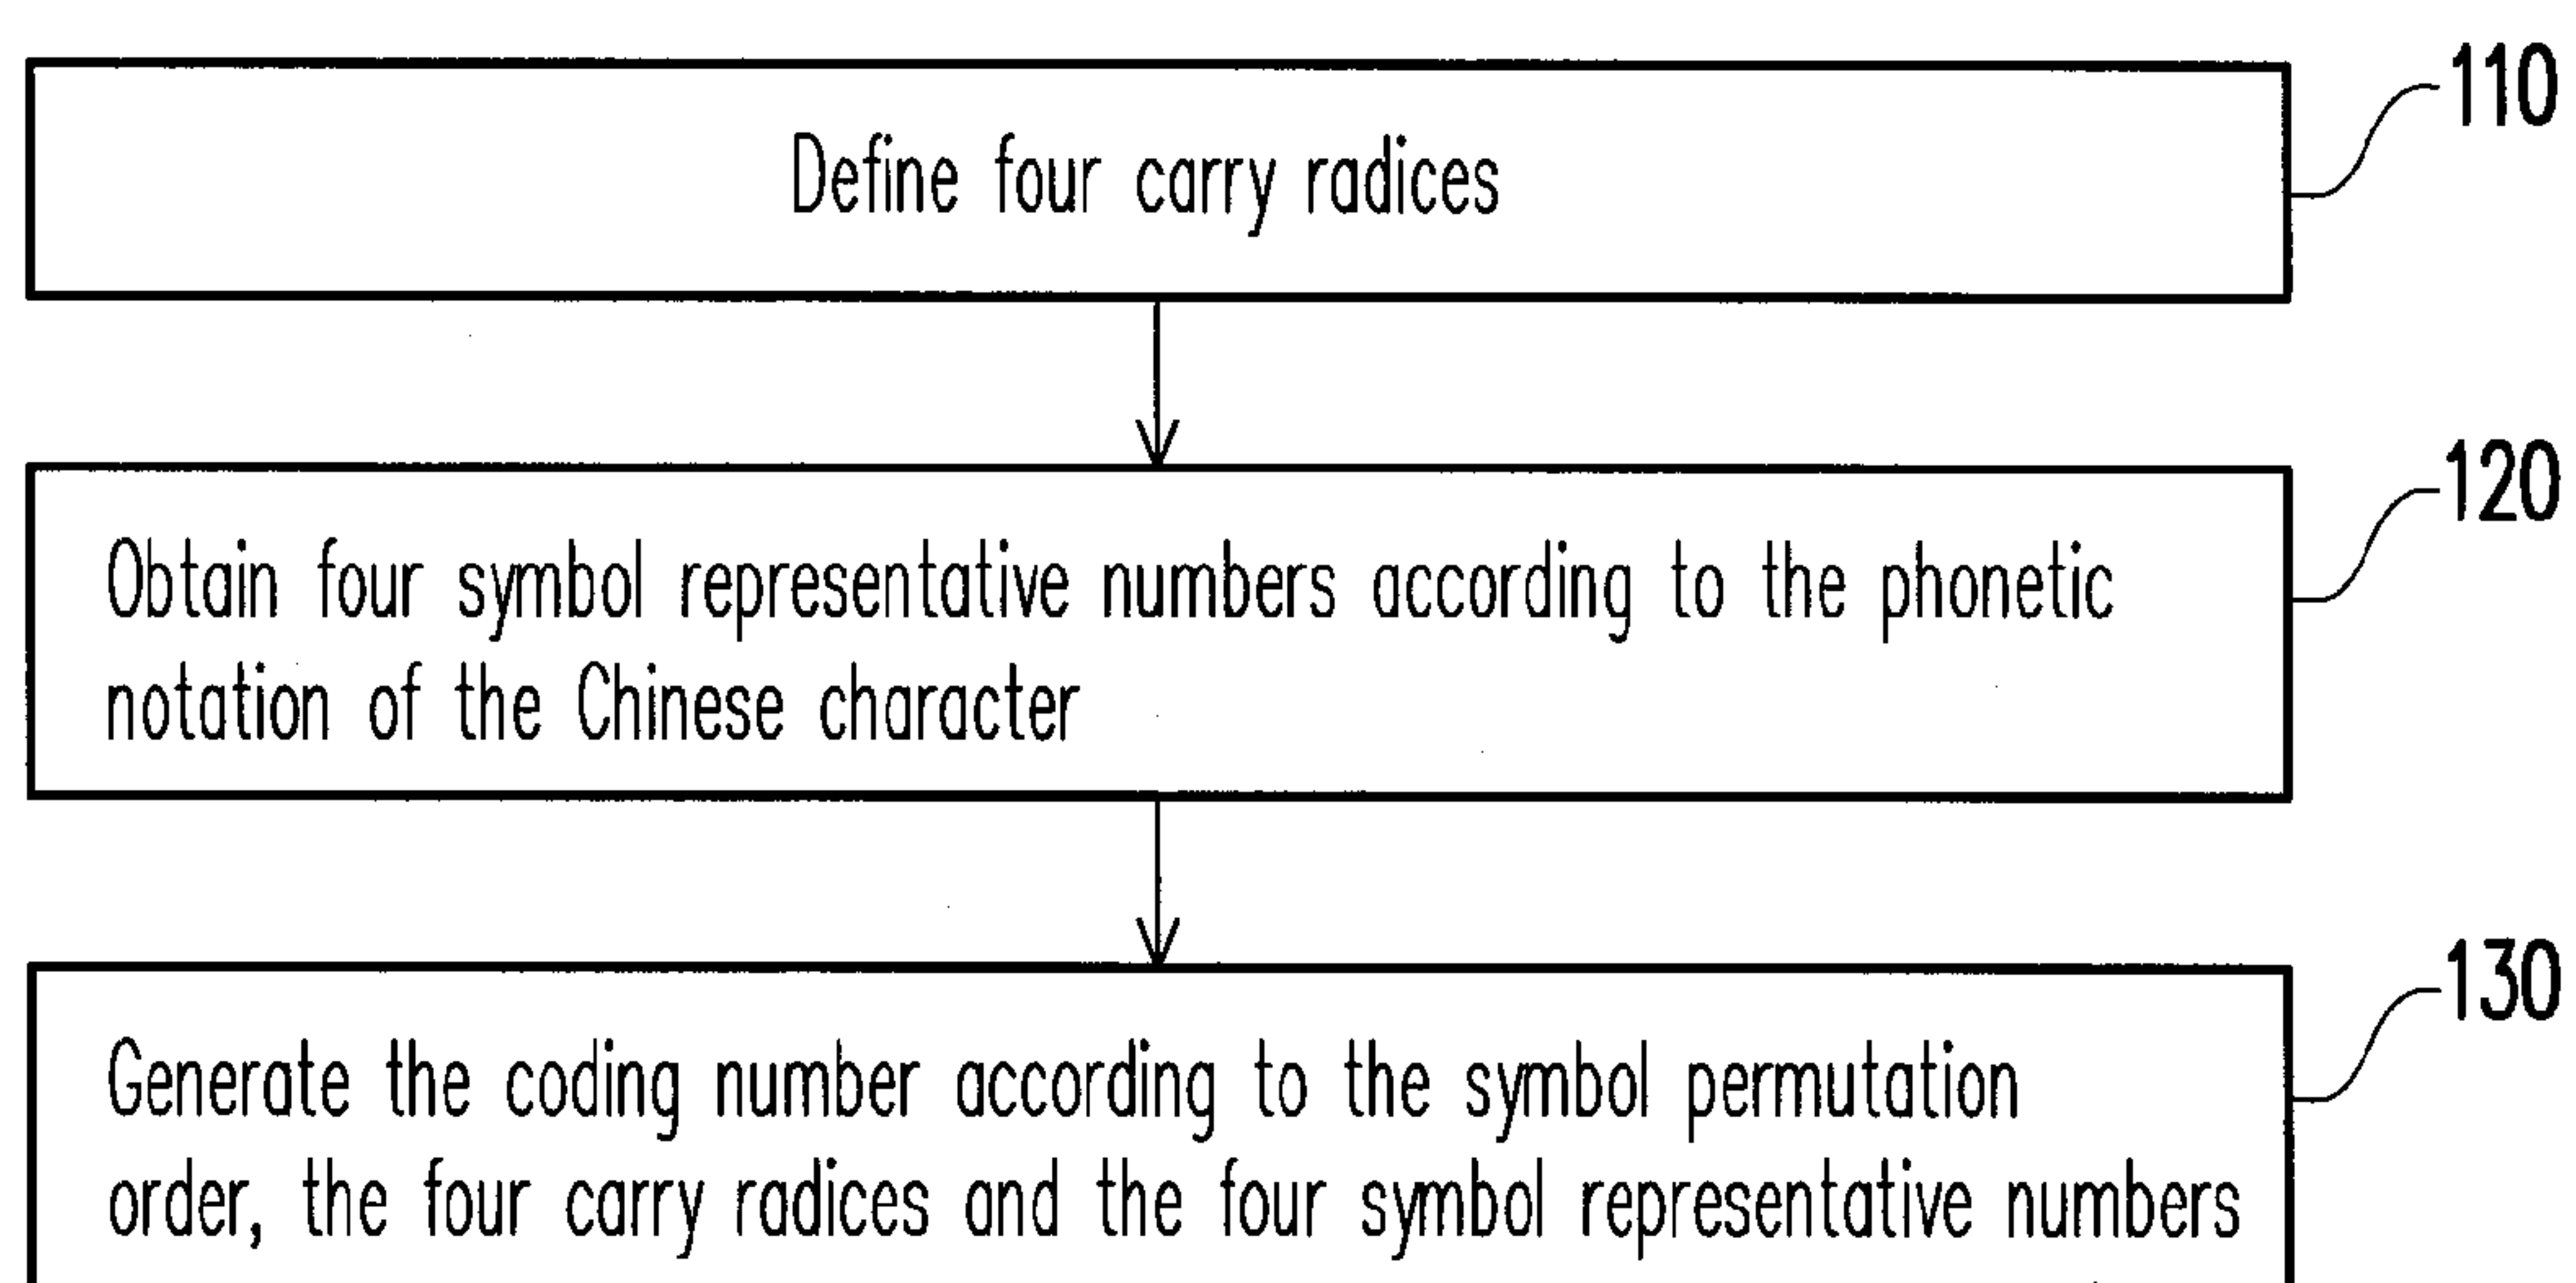 110
Define four carry radices
120
Obtain four symbol representative numbers according to the phonetic
notation of the Chinese character
130
Generate the coding number according to the symbol permutation
order, the four carry radices and the four symbol representative numbers